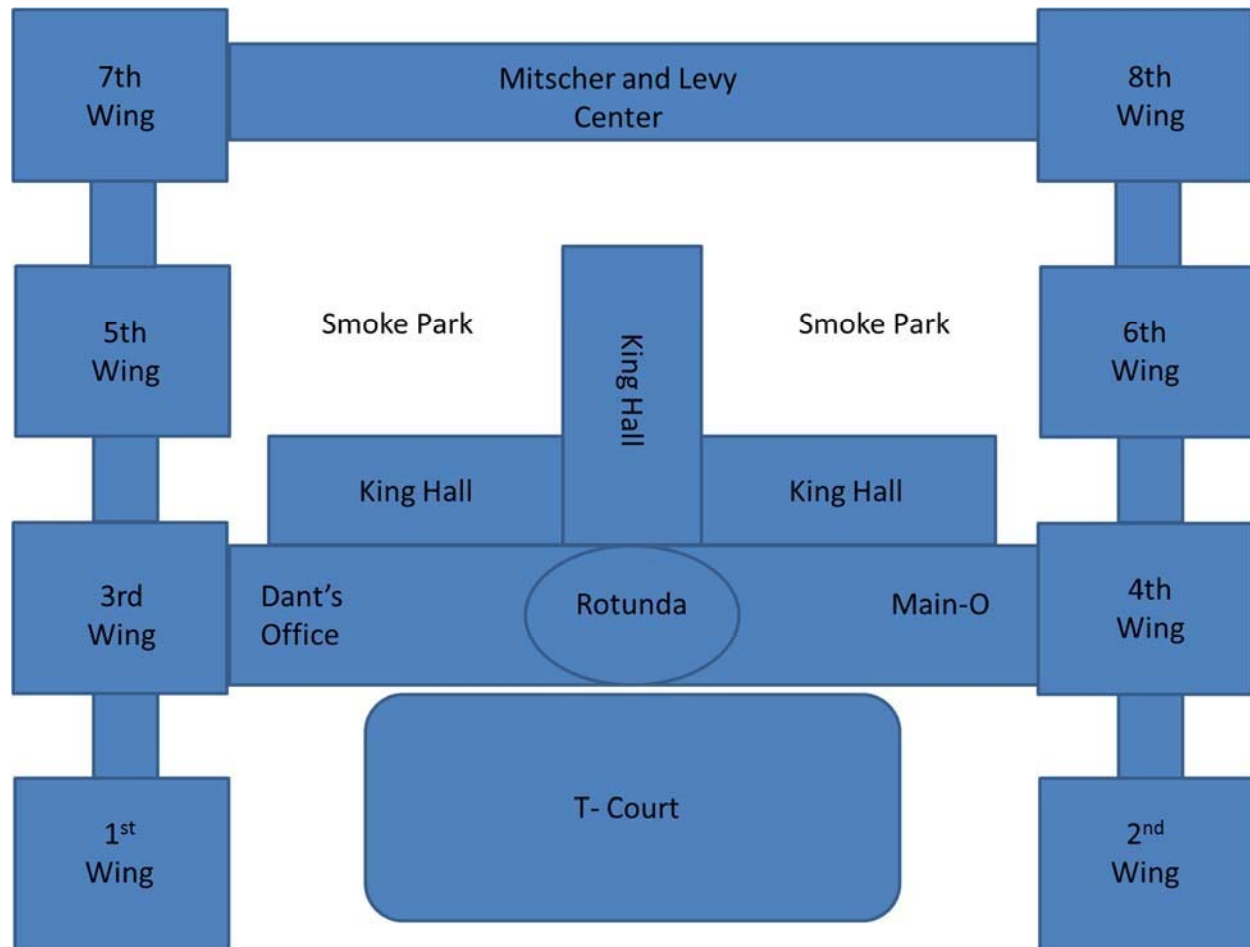 7th
Wing
Mitscher and Levy
Center
8th
Wing
5th
Wing
Smoke Park
King Hall
Smoke Park
6th
Wing
King Hall
King Hall
3rd
Wing
Dant's
Office
Rotunda
Main-O
4th
Wing
T- Court
1st
Wing
2nd
Wing